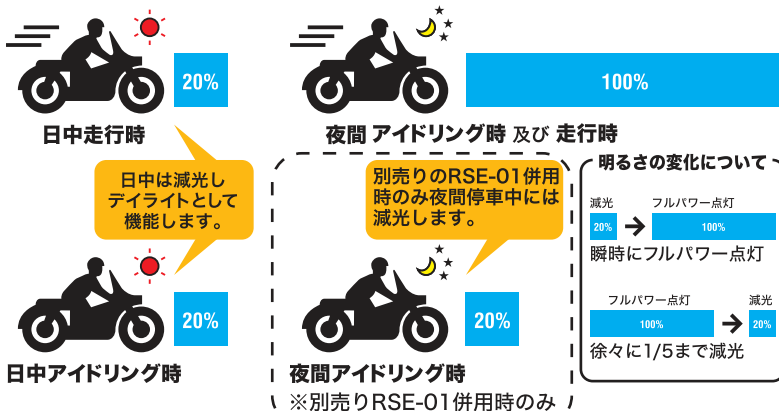 20%
100%
日中走行時
夜間 アイドリング時 及び 走行時
日中は減光し
デイライトとして
機能します。
別売りのRSE-01併用
時のみ夜間停車中には
減光します。
20%
20%
日中アイドリング時
夜間アイドリング時
※別売りRSE-01併用時のみ
明るさの変化について
減光
フルパワー点灯
20%
100%
瞬時にフルパワー点灯
フルパワー点灯
減光
100%
20%
徐々に1/5まで減光